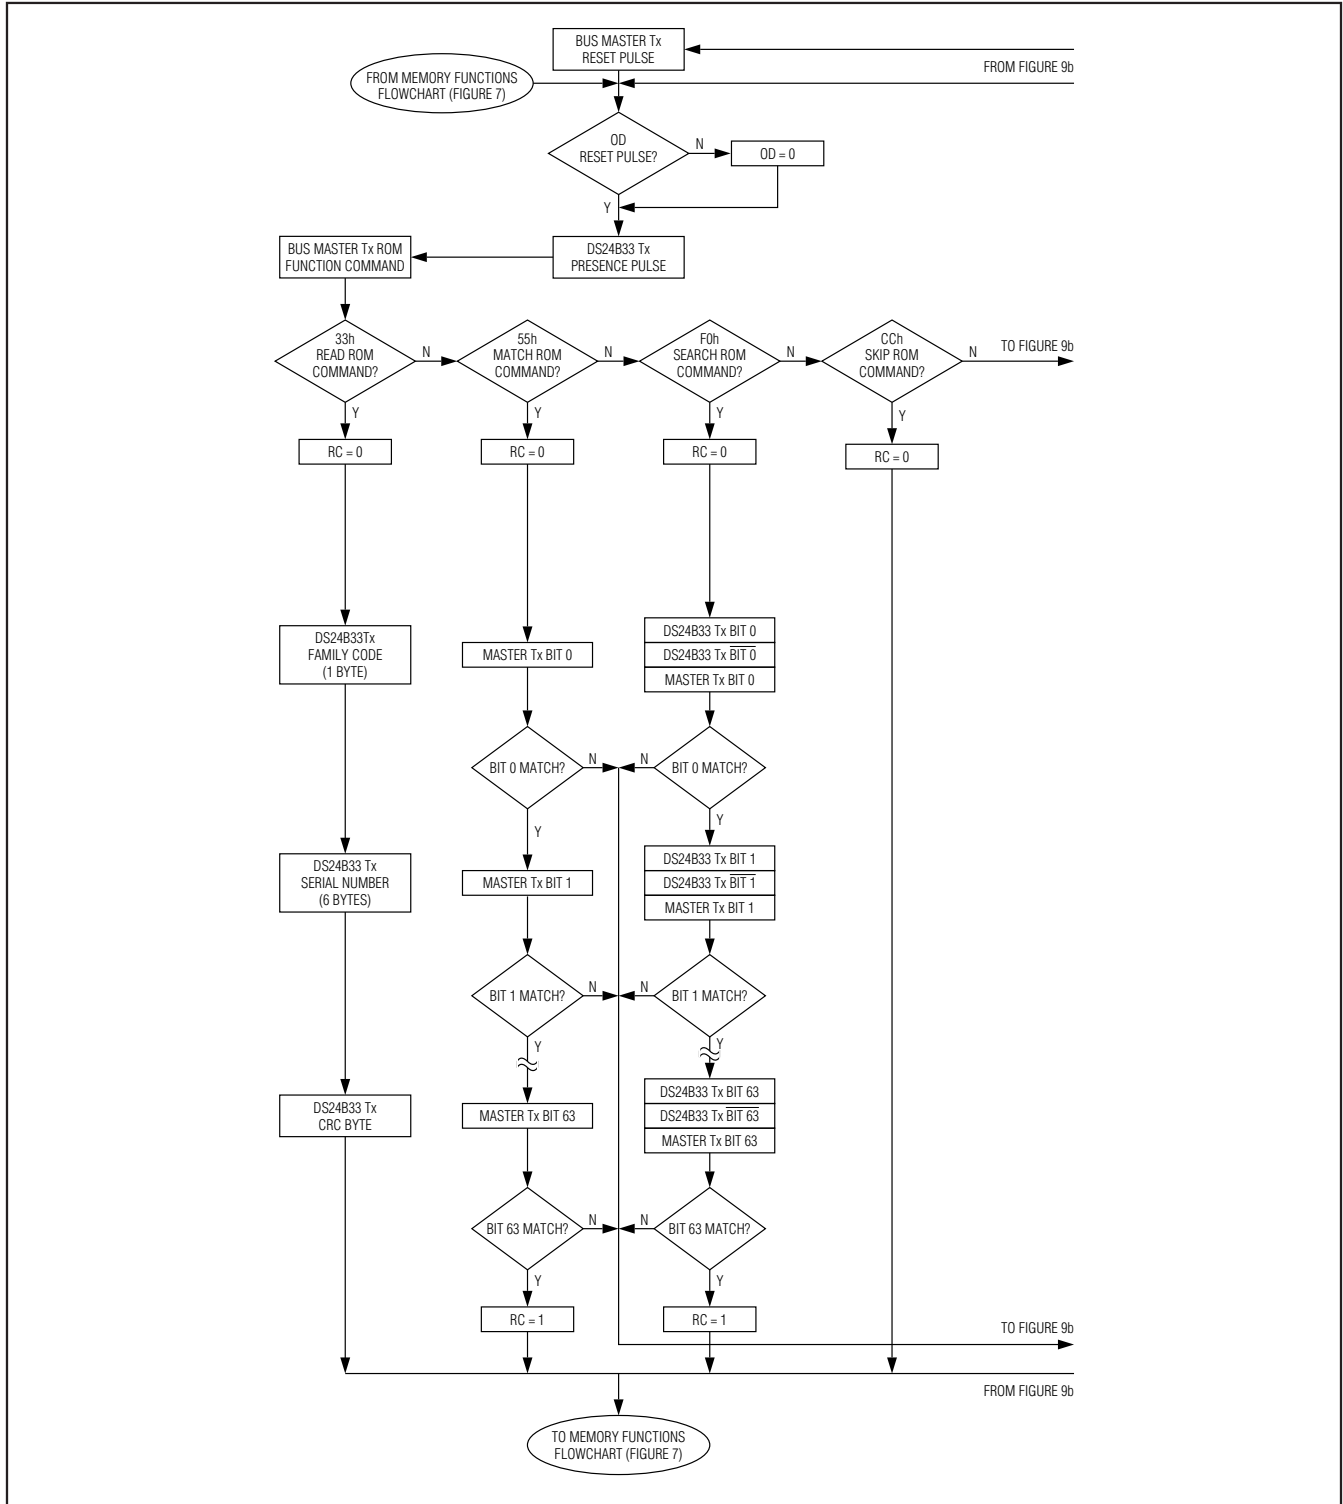 BUS MASTER Tx
RESET PULSE
FROM FIGURE 9b
FROM MEMORY FUNCTIONS
FLOWCHART (FIGURE 7)
OD
RESET PULSE?
N
OD = 0
Y
BUS MASTER Tx ROM
FUNCTION COMMAND
DS24B33 Tx
PRESENCE PULSE
33h
READ ROM
COMMAND?
N
55h
MATCH ROM
COMMAND?
N
F0h
SEARCH ROM
COMMAND?
N
CCh
SKIP ROM
COMMAND?
N
TO FIGURE 9b
Y
Y
Y
Y
RC = 0
RC = 0
RC = 0
RC = 0
DS24B33Tx
FAMILY CODE
(1 BYTE)
MASTER Tx BIT 0
DS24B33 Tx BIT 0
DS24B33 Tx B̅I̅T̅ ̅0̅
MASTER Tx BIT 0
BIT 0 MATCH?
N
N
BIT 0 MATCH?
Y
Y
DS24B33 Tx
SERIAL NUMBER
(6 BYTES)
MASTER Tx BIT 1
DS24B33 Tx BIT 1
DS24B33 Tx B̅I̅T̅ ̅1̅
MASTER Tx BIT 1
BIT 1 MATCH?
N
N
BIT 1 MATCH?
Y
Y
DS24B33 Tx
CRC BYTE
MASTER Tx BIT 63
DS24B33 Tx BIT 63
DS24B33 Tx B̅I̅T̅ ̅6̅3̅
MASTER Tx BIT 63
BIT 63 MATCH?
N
N
BIT 63 MATCH?
Y
Y
RC = 1
RC = 1
TO FIGURE 9b
FROM FIGURE 9b
TO MEMORY FUNCTIONS
FLOWCHART (FIGURE 7)